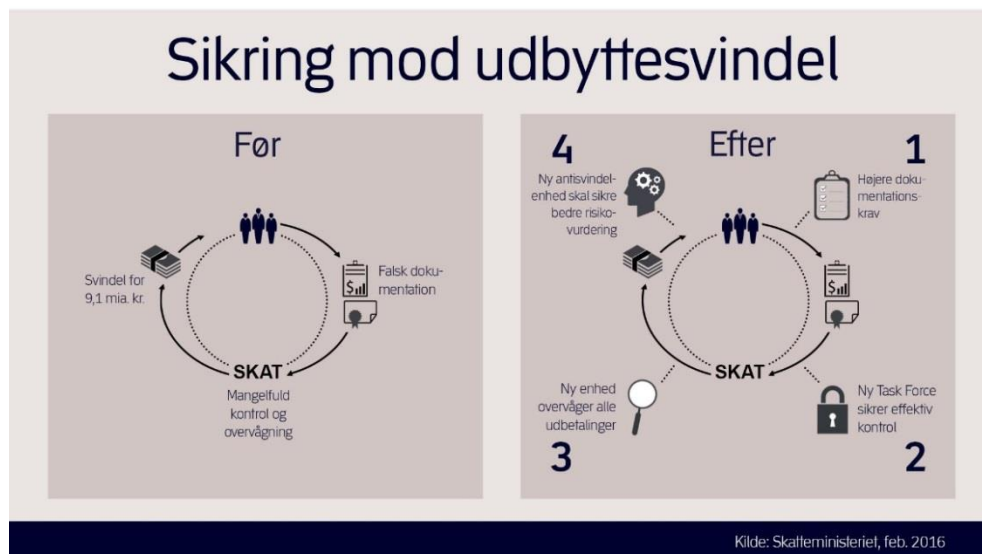 Sikring mod udbyttesvindel
Før
Svindel for
9,1 mia. kr.
Falsk doku-
mentation
SKAT
Mangelfuld
kontrol og
overvågning
Efter
1
Højere doku-
mentations-
krav
2
Ny Task Force
sikrer effektiv
kontrol
SKAT
3
Ny enhed
overvåger alle
udbetalinger
4
Ny antisvindel-
enhed skal sikre
bedre risiko-
vurdering
$
$
Kilde: Skatteministeriet, feb. 2016